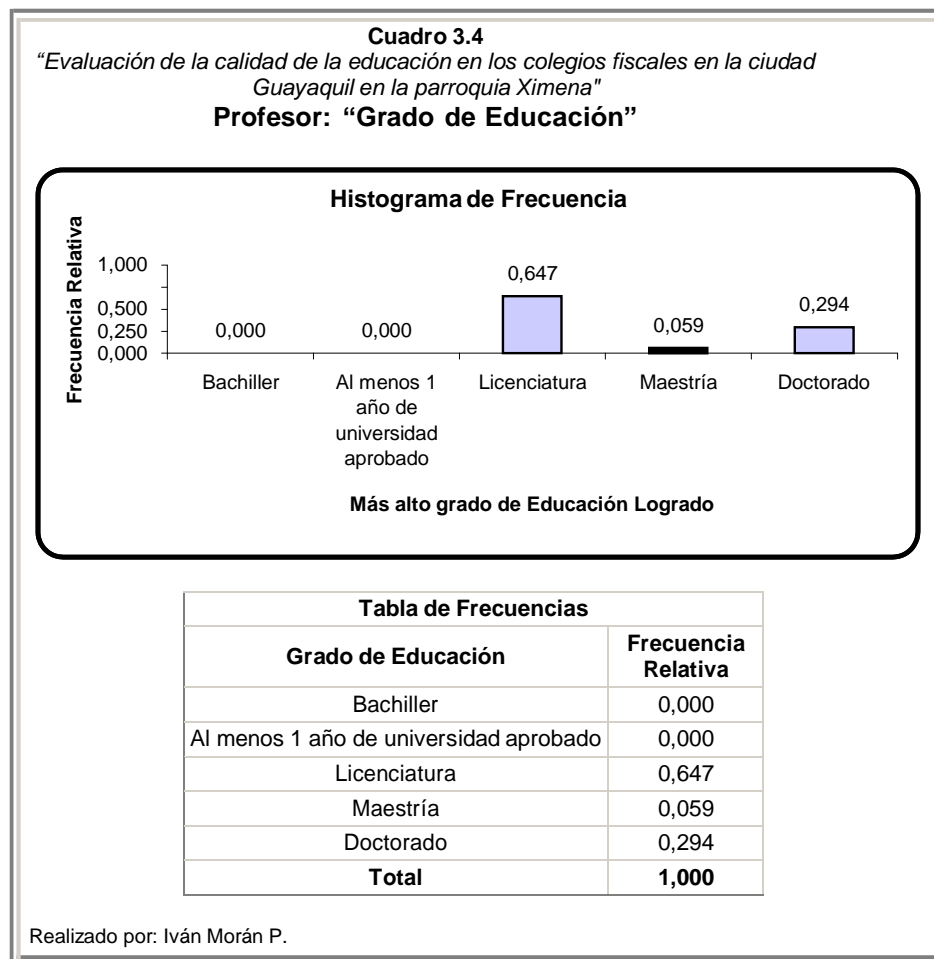 Cuadro 3.4
“Evaluación de la calidad de la educación en los colegios fiscales en la ciudad
Guayaquil en la parroquia Ximena"
Profesor: “Grado de Educación”
Histograma de Frecuencia
Frecuencia Relativa
1,000
0,500
0,250
0,000
0,000
0,000
0,647
0,059
0,294
Bachiller
Al menos 1
año de
universidad
aprobado
Licenciatura
Maestría
Doctorado
Más alto grado de Educación Logrado
Tabla de Frecuencias
Grado de Educación
Frecuencia
Relativa
Bachiller 0,000
Al menos 1 año de universidad aprobado 0,000
Licenciatura 0,647
Maestría 0,059
Doctorado 0,294
Total 1,000
Realizado por: Iván Morán P.